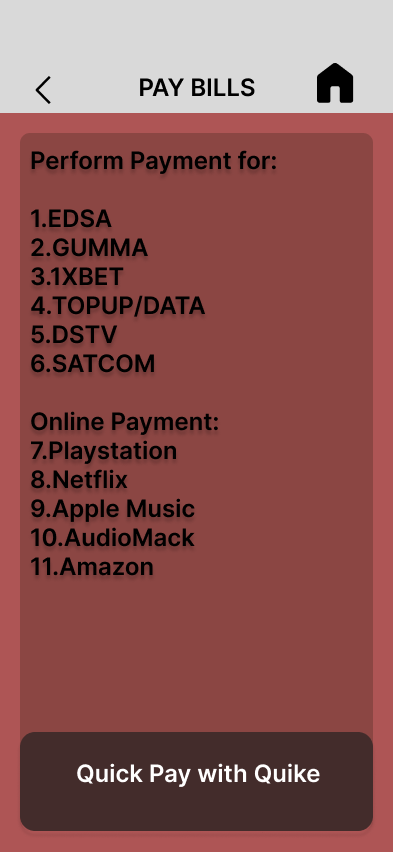 PAY BILLS
Perform Payment for:
1.EDSA
2.GUMMA
3.1XBET
4.TOPUP/DATA
5.DSTV
6.SATCOM
Online Payment:
7.Playstation
8.Netflix
9.Apple Music
10.AudioMack
11.Amazon
Quick Pay with Quike